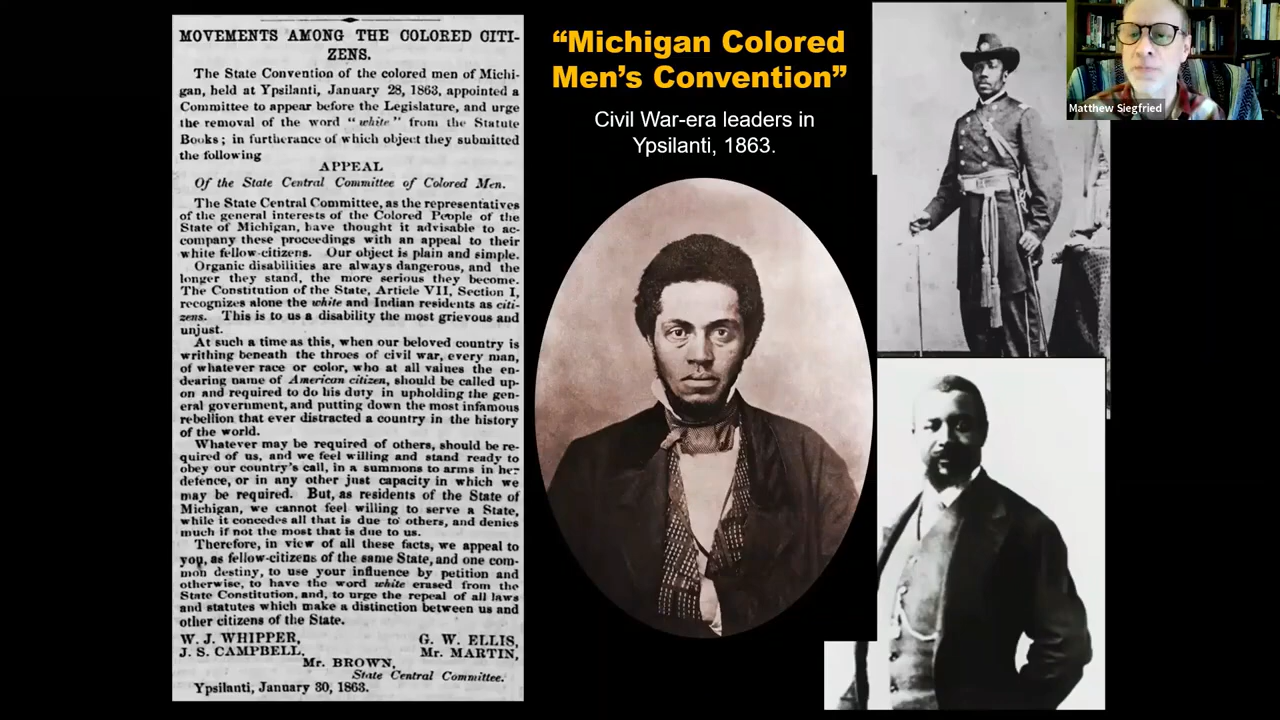 MOVEMENTS AMONG THE COLORED CITI-
ZENS.
The State Convention of the colored men of Michi-
gan, held at Ypsilanti, January 28, 1863, appointed a
Committee to appear before the Legislature, and urge
the removal of the word "white" from the Statute
Books; in furtherance of which object they submitted
the following
APPEAL
Of the State Central Committee of Colored Men.
The State Central Committee, as the representatives
of the general interests of the Colored People of the
State of Michigan, have thought it advisable to ac-
company these proceedings with an appeal to their
white fellow-citizens. Our object is plain and simple.
Organic disabilities are always dangerous, and the
longer they stand, the more serious they become.
The Constitution of the State, Article VII, Section I,
recognizes alone the white and Indian residents as citi-
zens. This is to us a disability the most grievous and
unjust.
At such a time as this, when our beloved country is
writhing beneath the throes of civil war, every man,
of whatever race or color, who at all values the en-
dearing name of American citizen, should be called up-
on and required to do his duty in upholding the gen-
eral government, and putting down the most infamous
rebellion that ever distracted a country in the history
of the world.
Whatever may be required of others, should be re-
quired of us, and we feel willing and stand ready to
obey our country's call, in a summons to arms in her
defence, or in any other just capacity in which we
may be required. But, as residents of the State of
Michigan, we cannot feel willing to serve a State,
while it concedes all that is due to others, and denies
much if not the most that is due to us.
Therefore, in view of all these facts, we appeal to
you, as fellow-citizens of the same State, and one com-
mon destiny, to use your influence by petition and
otherwise, to have the word white erased from the
State Constitution, and, to urge the repeal of all laws
and statutes which make a distinction between us and
other citizens of the State.
W. J. WHIPPER, G. W. ELLIS,
J. S. CAMPBELL, Mr. MARTIN,
Mr. BROWN,
State Central Committee.
Ypsilanti, January 30, 1863.
“Michigan Colored
Men’s Convention”
Civil War-era leaders in
Ypsilanti, 1863.
Matthew Siegfried